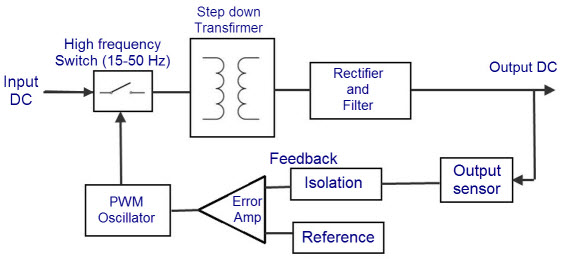 Step down
Transfirmer
High frequency
Switch (15-50 Hz)
Input
DC
Rectifier
and
Filter
Output DC
Feedback
Isolation
Output
sensor
PWM
Oscillator
Error
Amp
Reference